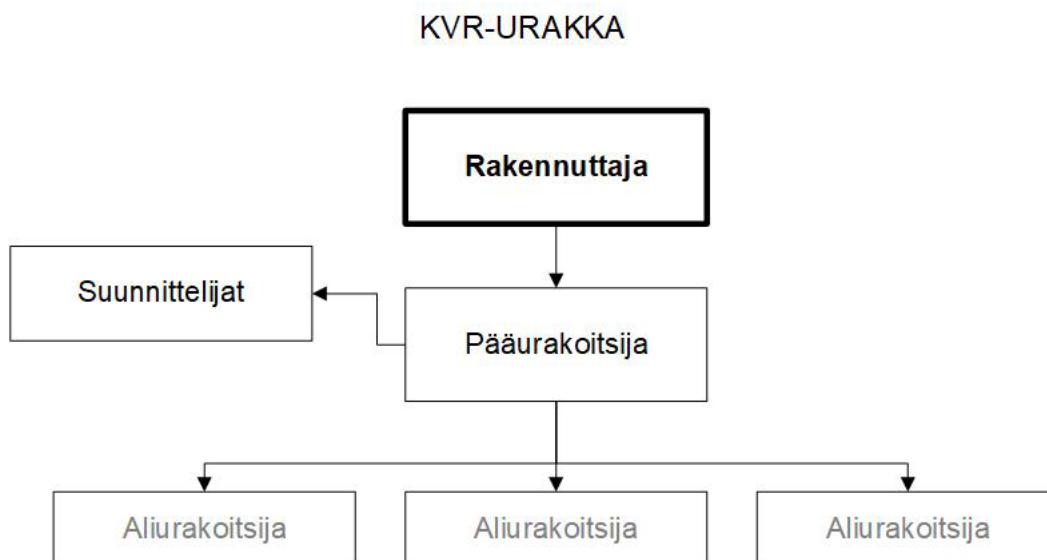 KVR-URAKKA
Rakennuttaja
Suunnittelijat
Pääurakoitsija
Aliurakoitsija
Aliurakoitsija
Aliurakoitsija